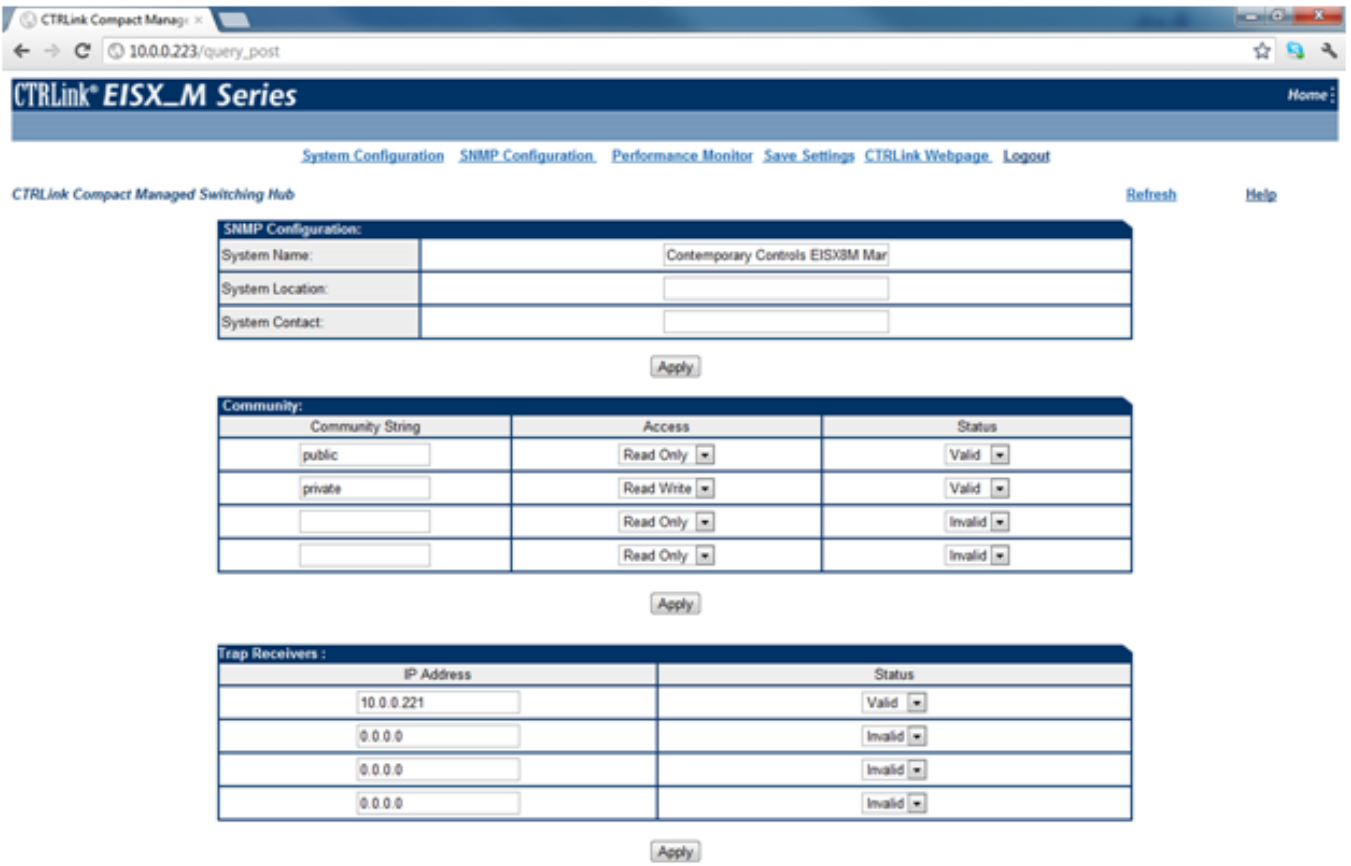 CTRLink Compact Manage
10.0.0.223/query_post
CTRLink® EISX_M Series
Home
System Configuration SNMP Configuration Performance Monitor Save Settings CTRLink Webpage Logout
CTRLink Compact Managed Switching Hub Refresh Help
SNMP Configuration:
System Name: Contemporary Controls EISX8M Mar
System Location:
System Contact:
Apply
Community:
Community String Access Status
public Read Only Valid
private Read Write Valid
Read Only Invalid
Read Only Invalid
Apply
Trap Receivers :
IP Address Status
10.0.0.221 Valid
0.0.0.0 Invalid
0.0.0.0 Invalid
0.0.0.0 Invalid
Apply